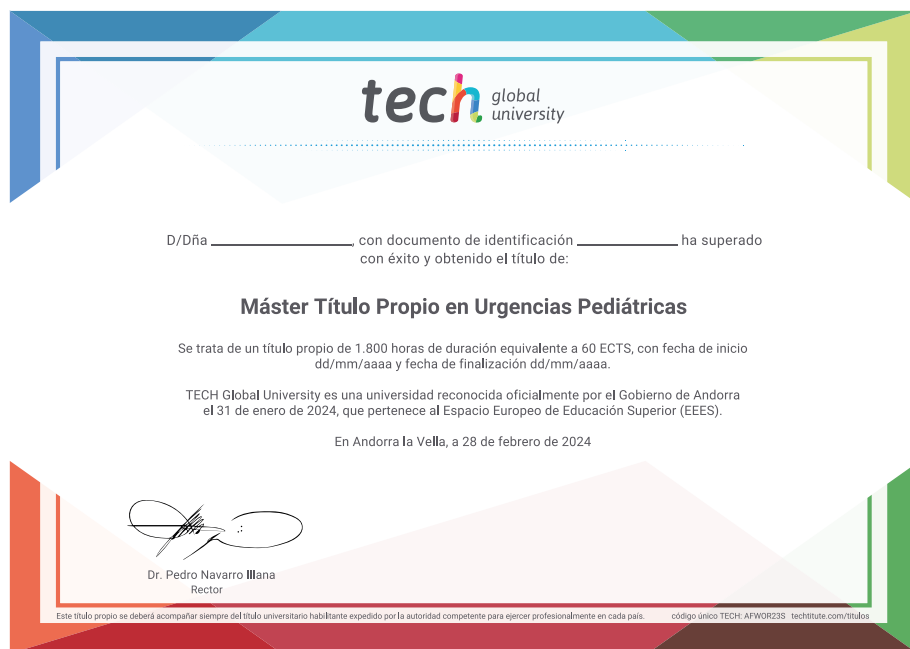 tech global university
D/Dña ____________, con documento de identificación ____________ ha superado
con éxito y obtenido el título de:
Máster Título Propio en Urgencias Pediátricas
Se trata de un título propio de 1.800 horas de duración equivalente a 60 ECTS, con fecha de inicio
dd/mm/aaaa y fecha de finalización dd/mm/aaaa.
TECH Global University es una universidad reconocida oficialmente por el Gobierno de Andorra
el 31 de enero de 2024, que pertenece al Espacio Europeo de Educación Superior (EEES).
En Andorra la Vella, a 28 de febrero de 2024
Dr. Pedro Navarro Illana
Rector
Este título propio se deberá acompañar siempre del título universitario habilitante expedido por la autoridad competente para ejercer profesionalmente en cada país. código único TECH: AFWOR23S techtitute.com/titulos